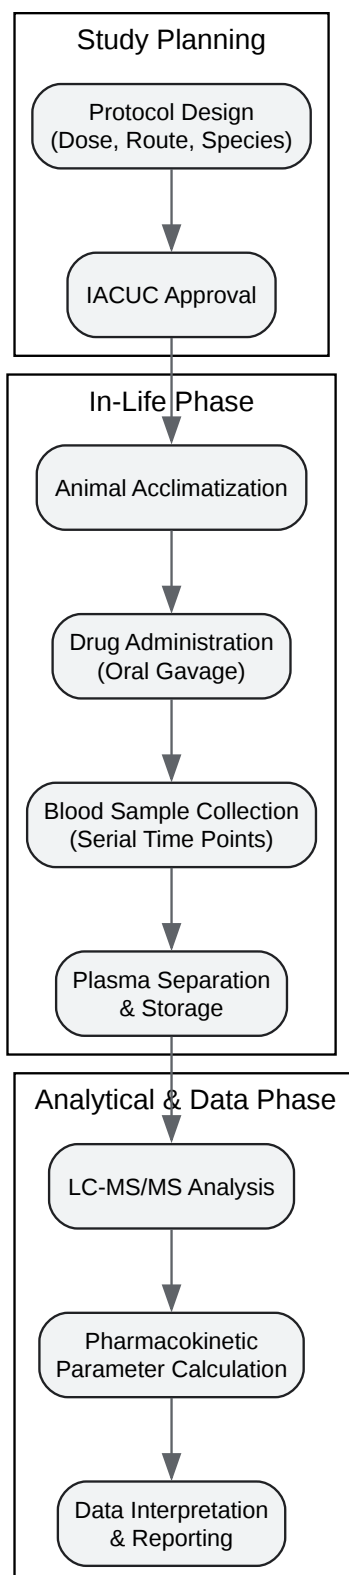 Study Planning
Protocol Design
(Dose, Route, Species)
IACUC Approval
In-Life Phase
Animal Acclimatization
Drug Administration
(Oral Gavage)
Blood Sample Collection
(Serial Time Points)
Plasma Separation
& Storage
Analytical & Data Phase
LC-MS/MS Analysis
Pharmacokinetic
Parameter Calculation
Data Interpretation
& Reporting